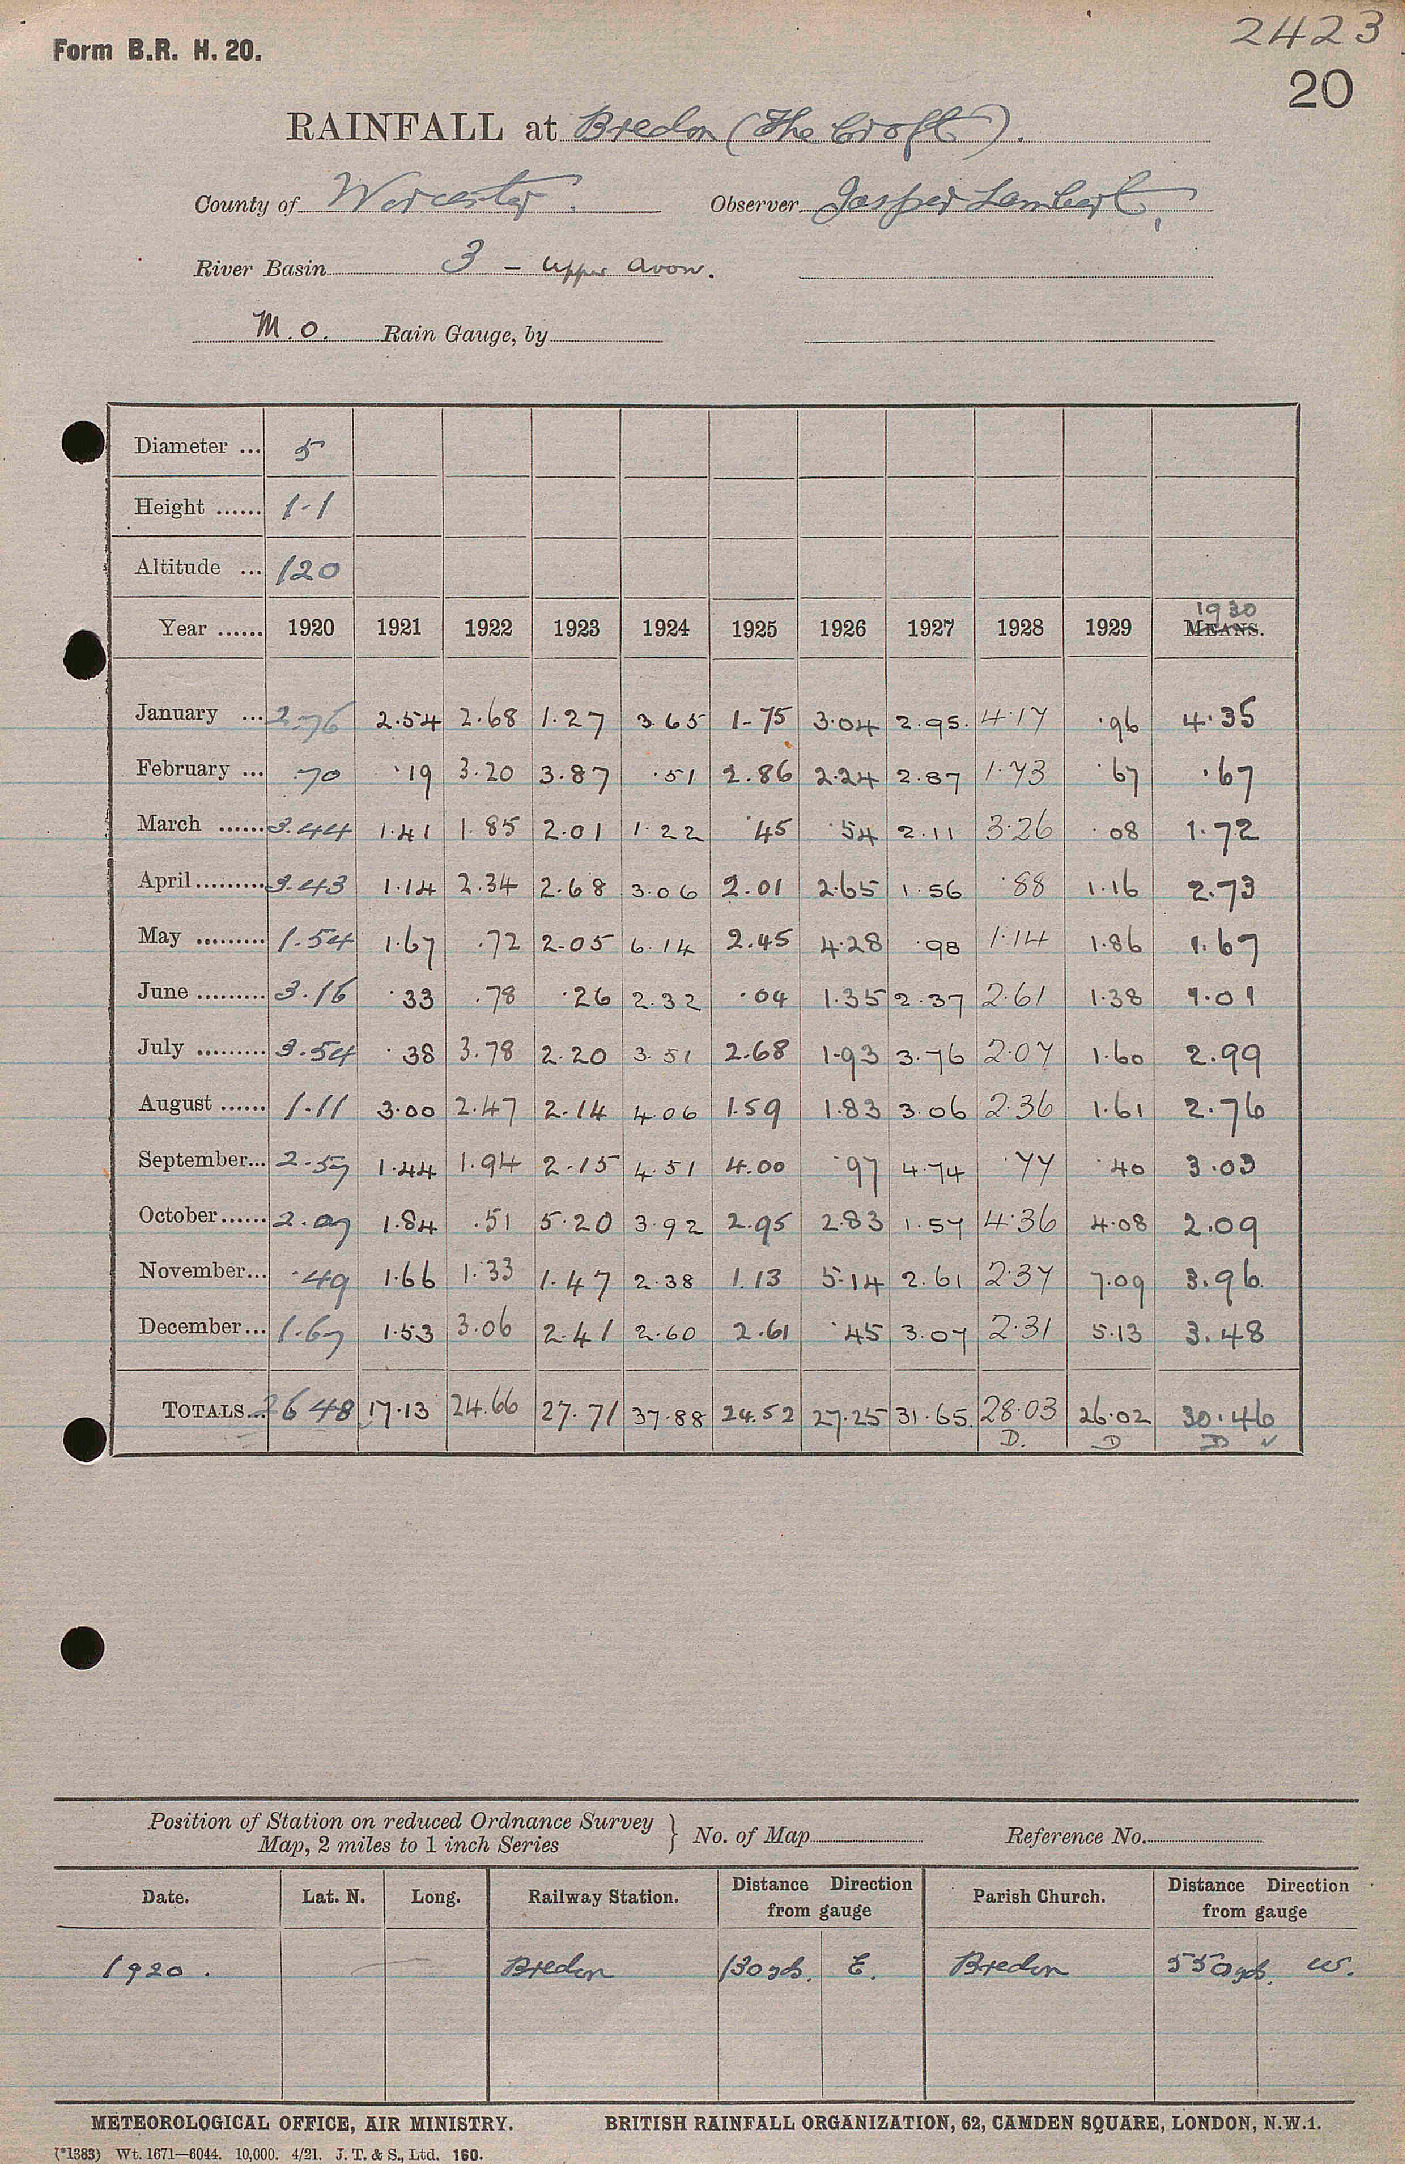 Form B.R. H. 20.
2423
20
RAINFALL at Bredon (The Croft).
County of Worcester. Observer Jasper Lambert,
River Basin 3 - Upper Avon.
M.O. Rain Gauge, by
Diameter ... 5
Height ...... 1-1
Altitude ... 120
1930
Year ...... 1920 1921 1922 1923 1924 1925 1926 1927 1928 1929 MEANS.
January ... 2.76 2.54 2.68 1.27 3.65 1.75 3.04 2.95 4.17 .96 4.35
February ... .70 .19 3.20 3.87 .51 2.86 2.24 2.87 1.73 .67 .67
March ...... 3.44 1.41 1.85 2.01 1.22 .45 .54 2.11 3.26 .08 1.72
April ......... 3.43 1.14 2.34 2.68 3.06 2.01 2.65 1.56 .88 1.16 2.73
May ......... 1.54 1.67 .72 2.05 6.14 2.45 4.28 .98 1.14 1.86 1.67
June ......... 3.16 .33 .78 .26 2.32 .04 1.35 2.37 2.61 1.38 1.01
July ......... 3.54 .38 3.78 2.20 3.51 2.68 1.93 3.76 2.07 1.60 2.99
August ...... 1.11 3.00 2.47 2.14 4.06 1.59 1.83 3.06 2.36 1.61 2.76
September... 2.57 1.44 1.94 2.15 4.51 4.00 .97 4.74 .77 .40 3.03
October...... 2.07 1.84 .51 5.20 3.92 2.95 2.83 1.57 4.36 4.08 2.09
November... .49 1.66 1.33 1.47 2.38 1.13 5.14 2.61 2.37 7.09 3.96
December... 1.67 1.53 3.06 2.41 2.60 2.61 .45 3.07 2.31 5.13 3.48
TOTALS... 26.48 17.13 24.66 27.71 37.88 24.52 27.25 31.65 28.03 26.02 30.46
D. D D ✓
Position of Station on reduced Ordnance Survey
Map, 2 miles to 1 inch Series } No. of Map Reference No.
Date. Lat. N. Long. Railway Station. Distance Direction from gauge Parish Church. Distance Direction from gauge
1920. Bredon 130 yds. E. Bredon 550 yds. W.
METEOROLOGICAL OFFICE, AIR MINISTRY. BRITISH RAINFALL ORGANIZATION, 62, CAMDEN SQUARE, LONDON, N.W.1.
(*1383) Wt. 1671—6044. 10,000. 4/21. J. T. & S., Ltd. 160.